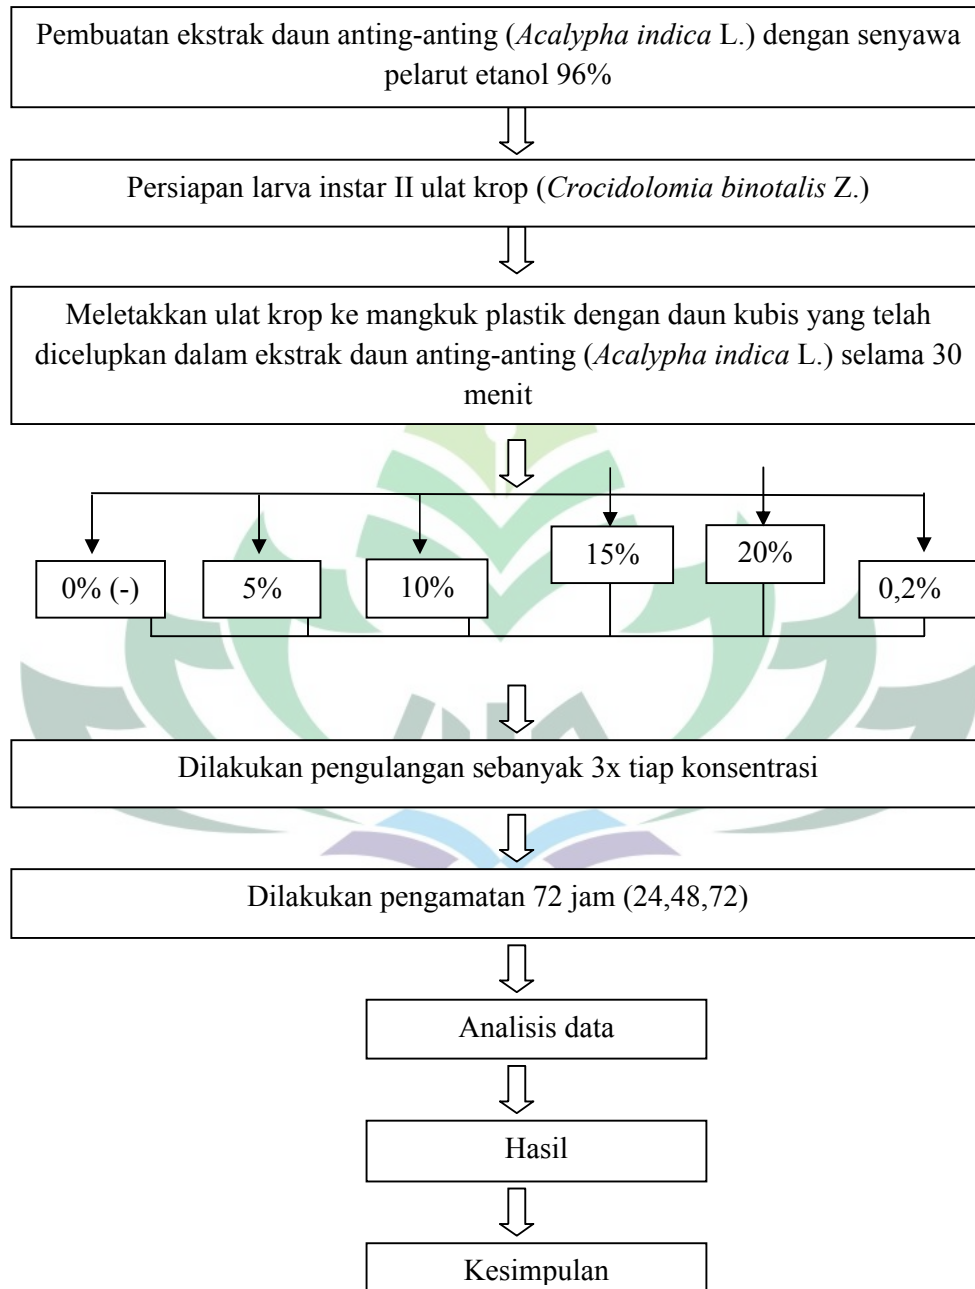 Pembuatan ekstrak daun anting-anting (Acalypha indica L.) dengan senyawa
pelarut etanol 96%
Persiapan larva instar II ulat krop (Crocidolomia binotalis Z.)
Meletakkan ulat krop ke mangkuk plastik dengan daun kubis yang telah
dicelupkan dalam ekstrak daun anting-anting (Acalypha indica L.) selama 30
menit
0% (-)
5%
10%
15%
20%
0,2%
Dilakukan pengulangan sebanyak 3x tiap konsentrasi
Dilakukan pengamatan 72 jam (24,48,72)
Analisis data
Hasil
Kesimpulan